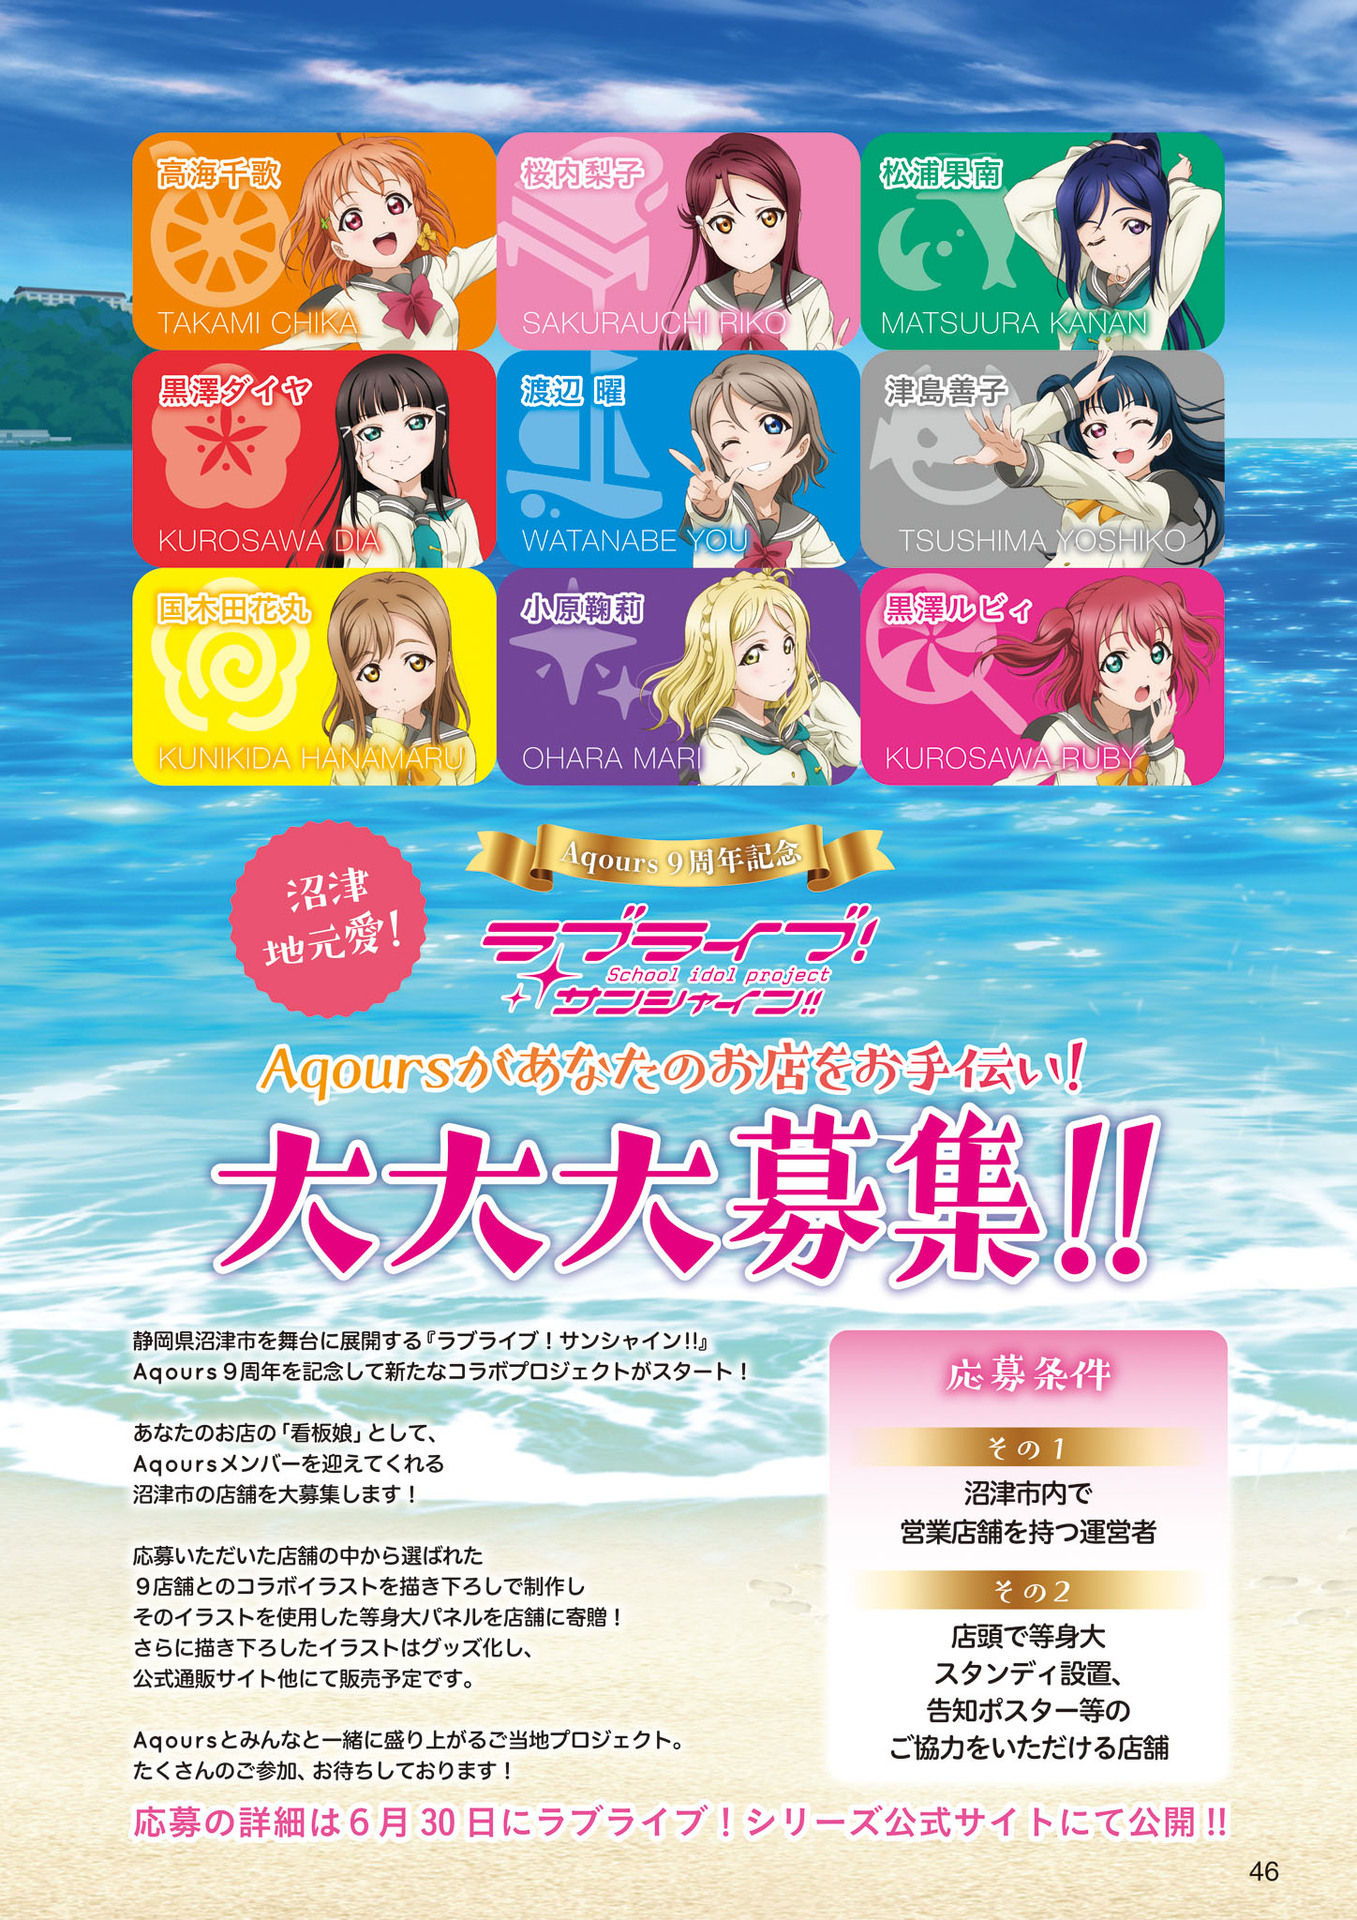 高海千歌
TAKAMI CHIKA
桜内梨子
SAKURAUCHI RIKO
松浦果南
MATSUURA KANAN
黒澤ダイヤ
KUROSAWA DIA
渡辺 曜
WATANABE YOU
津島善子
TSUSHIMA YOSHIKO
国木田花丸
KUNIKIDA HANAMARU
小原鞠莉
OHARA MARI
黒澤ルビィ
KUROSAWA RUBY
沼津
地元愛!
Aqours 9周年記念
ラブライブ!
School idol project
サンシャイン!!
Aqoursがあなたのお店をお手伝い!
大大大募集!!
静岡県沼津市を舞台に展開する『ラブライブ！サンシャイン!!』
Aqours９周年を記念して新たなコラボプロジェクトがスタート！
あなたのお店の「看板娘」として、
Aqoursメンバーを迎えてくれる
沼津市の店舗を大募集します！
応募いただいた店舗の中から選ばれた
９店舗とのコラボイラストを描き下ろしで制作し
そのイラストを使用した等身大パネルを店舗に寄贈！
さらに描き下ろしたイラストはグッズ化し、
公式通販サイト他にて販売予定です。
Aqoursとみんなと一緒に盛り上がるご当地プロジェクト。
たくさんのご参加、お待ちしております！
応募条件
その1
沼津市内で
営業店舗を持つ運営者
その2
店頭で等身大
スタンディ設置、
告知ポスター等の
ご協力をいただける店舗
応募の詳細は６月30日にラブライブ！シリーズ公式サイトにて公開!!
46